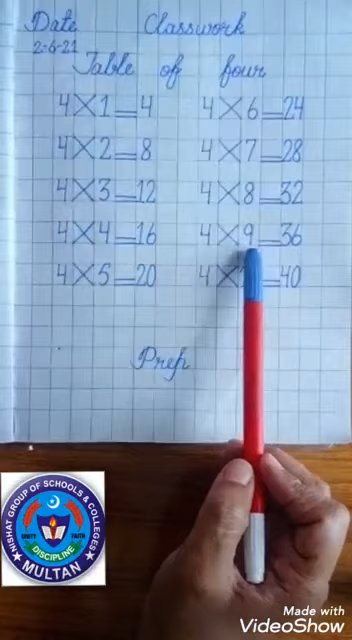 Date Classwork
2-6-21
Table of four
4×1=4 4×6=24
4×2=8 4×7=28
4×3=12 4×8=32
4×4=16 4×9=36
4×5=20 4× =40
Prep
NISHAT GROUP OF SCHOOLS & COLLEGES
UNITY FAITH
DISCIPLINE
MULTAN
Made with
VideoShow